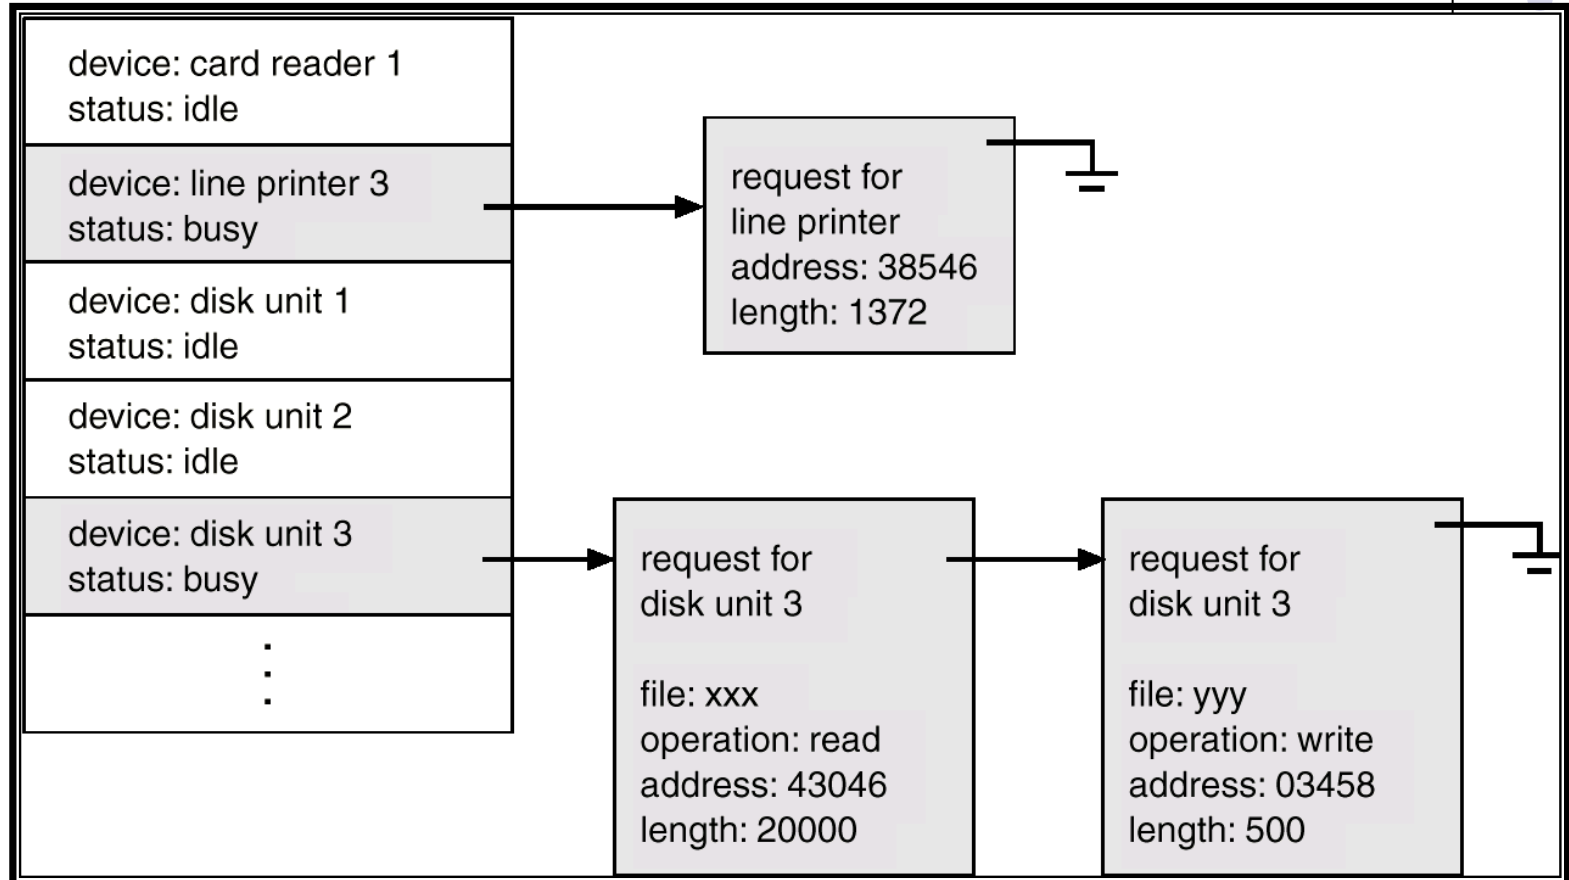 device: card reader 1
status: idle
device: line printer 3
status: busy
device: disk unit 1
status: idle
device: disk unit 2
status: idle
device: disk unit 3
status: busy
request for
line printer
address: 38546
length: 1372
request for
disk unit 3
file: xxx
operation: read
address: 43046
length: 20000
request for
disk unit 3
file: yyy
operation: write
address: 03458
length: 500